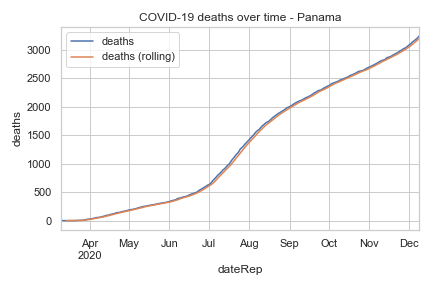 COVID-19 deaths over time - Panama
deaths
deaths (rolling)
3000
2500
2000
1500
1000
500
0
deaths
Apr May Jun Jul Aug Sep Oct Nov Dec
2020
dateRep